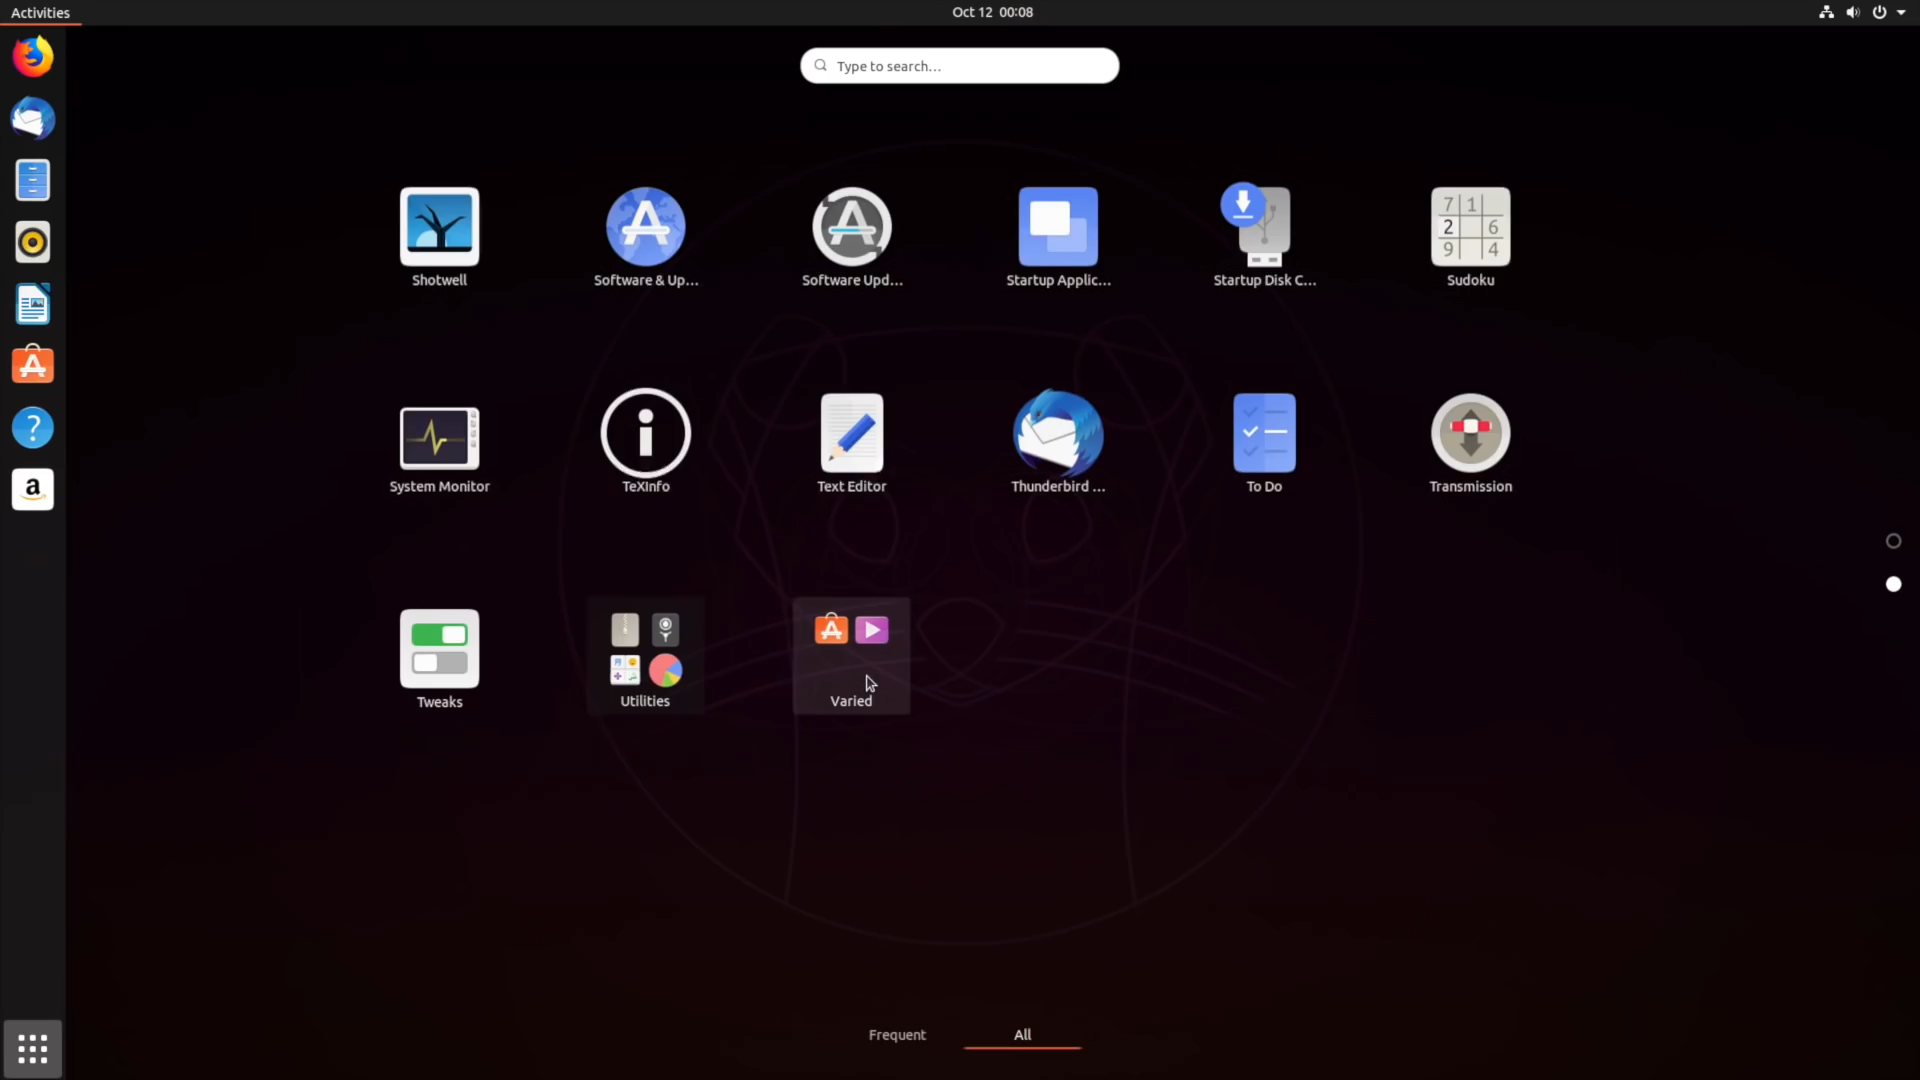 Activities
Oct 12 00:08
Type to search...
Shotwell
Software & Up...
Software Upd...
Startup Applic...
Startup Disk C...
Sudoku
7 1
2 6
9 4
System Monitor
TeXInfo
Text Editor
Thunderbird ...
To Do
Transmission
Tweaks
Utilities
Varied
?
a
Frequent
All